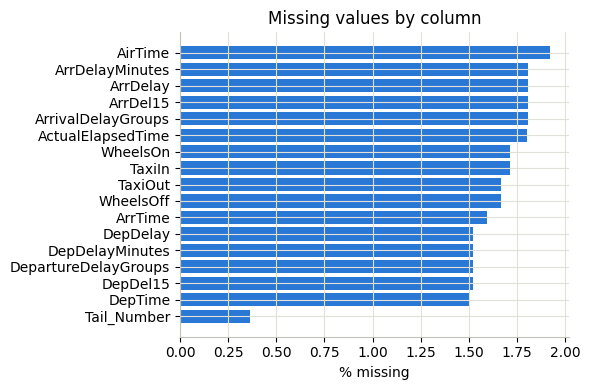 Missing values by column
AirTime
ArrDelayMinutes
ArrDelay
ArrDel15
ArrivalDelayGroups
ActualElapsedTime
WheelsOn
TaxiIn
TaxiOut
WheelsOff
ArrTime
DepDelay
DepDelayMinutes
DepartureDelayGroups
DepDel15
DepTime
Tail_Number
0.00 0.25 0.50 0.75 1.00 1.25 1.50 1.75 2.00
% missing